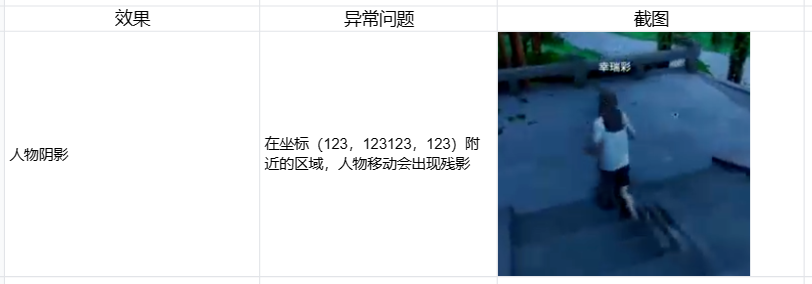 效果
异常问题
截图
人物阴影
在坐标（123，123123，123）附
近的区域，人物移动会出现残影
幸瑞彩